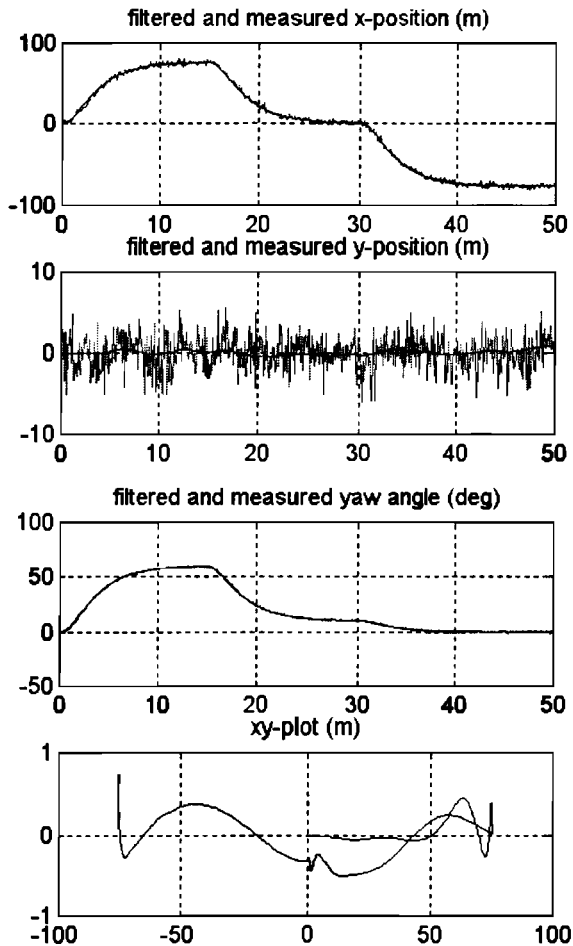 filtered and measured x-position (m)
100
0
-100
0 10 20 30 40 50
filtered and measured y-position (m)
10
0
-10
0 10 20 30 40 50
filtered and measured yaw angle (deg)
100
50
0
-50
0 10 20 30 40 50
xy-plot (m)
1
0
-1
-100 -50 0 50 100